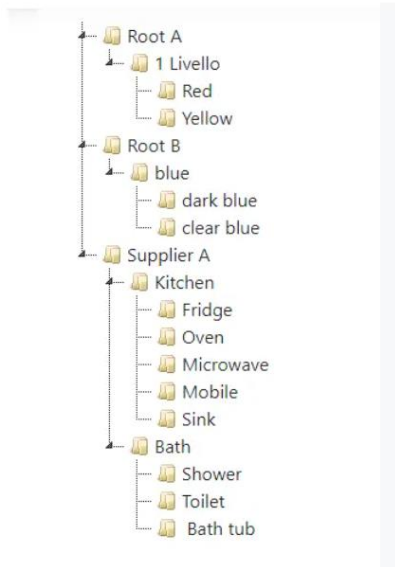 Root A
1 Livello
Red
Yellow
Root B
blue
dark blue
clear blue
Supplier A
Kitchen
Fridge
Oven
Microwave
Mobile
Sink
Bath
Shower
Toilet
Bath tub